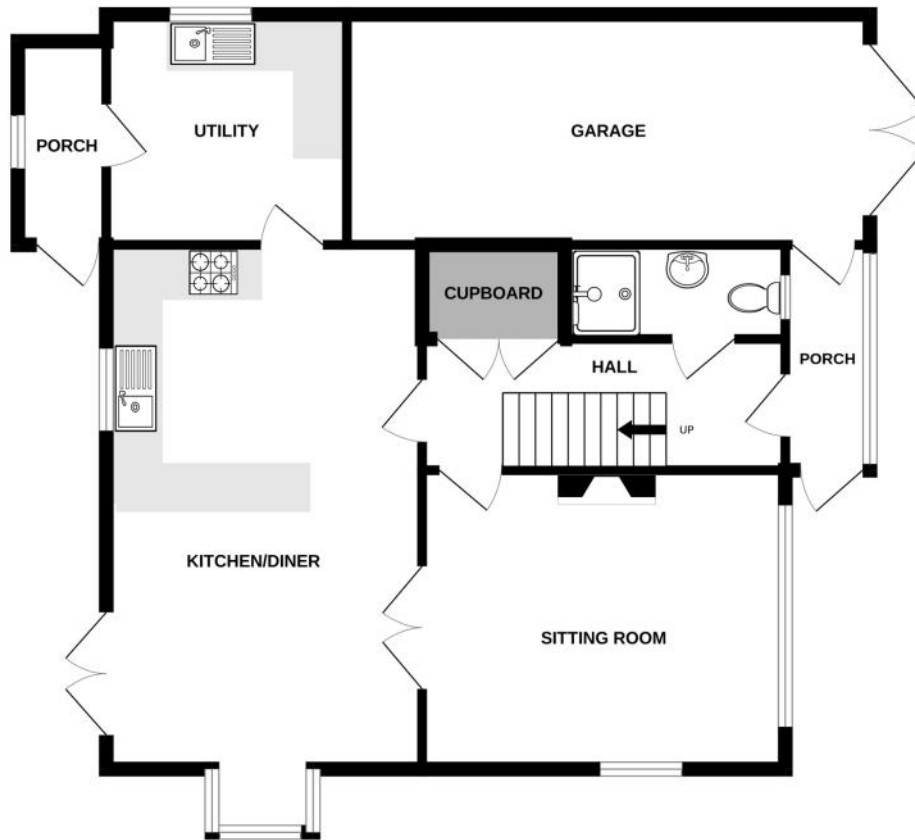 UTILITY
GARAGE
PORCH
CUPBOARD
HALL
PORCH
UP
KITCHEN/DINER
SITTING ROOM